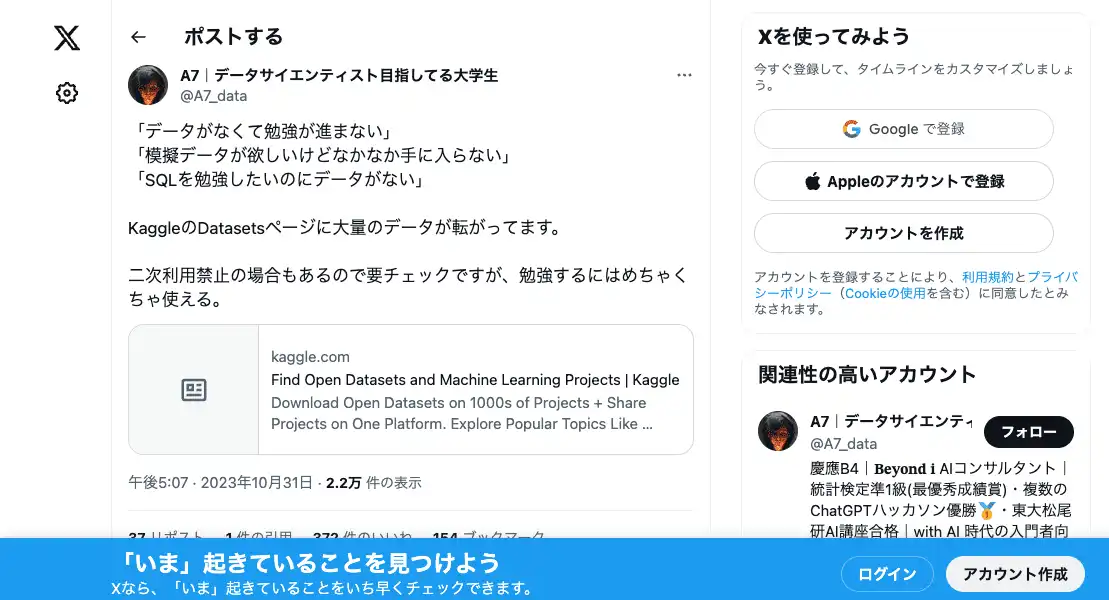 ポストする
A7｜データサイエンティスト目指してる大学生
@A7_data
「データがなくて勉強が進まない」
「模擬データが欲しいけどなかなか手に入らない」
「SQLを勉強したいのにデータがない」
KaggleのDatasetsページに大量のデータが転がってます。
二次利用禁止の場合もあるので要チェックですが、勉強するにはめちゃく
ちゃ使える。
kaggle.com
Find Open Datasets and Machine Learning Projects | Kaggle
Download Open Datasets on 1000s of Projects + Share
Projects on One Platform. Explore Popular Topics Like ...
午後5:07 · 2023年10月31日 · 2.2万 件の表示
37 リポスト 1 件の引用 372 件のいいね 154 ブックマーク
Xを使ってみよう
今すぐ登録して、タイムラインをカスタマイズしましょ
う。
Google で登録
Appleのアカウントで登録
アカウントを作成
アカウントを登録することにより、利用規約とプライバ
シーポリシー（Cookieの使用を含む）に同意したとみ
なされます。
関連性の高いアカウント
A7｜データサイエンティ
@A7_data
フォロー
慶應B4｜𝐁𝐞𝐲𝐨𝐧𝐝 𝐢 AIコンサルタント｜
統計検定準1級(最優秀成績賞)・複数の
ChatGPTハッカソン優勝🥇・東大松尾
研AI講座合格｜with AI 時代の入門者向
「いま」起きていることを見つけよう
Xなら、「いま」起きていることをいち早くチェックできます。
ログイン
アカウント作成